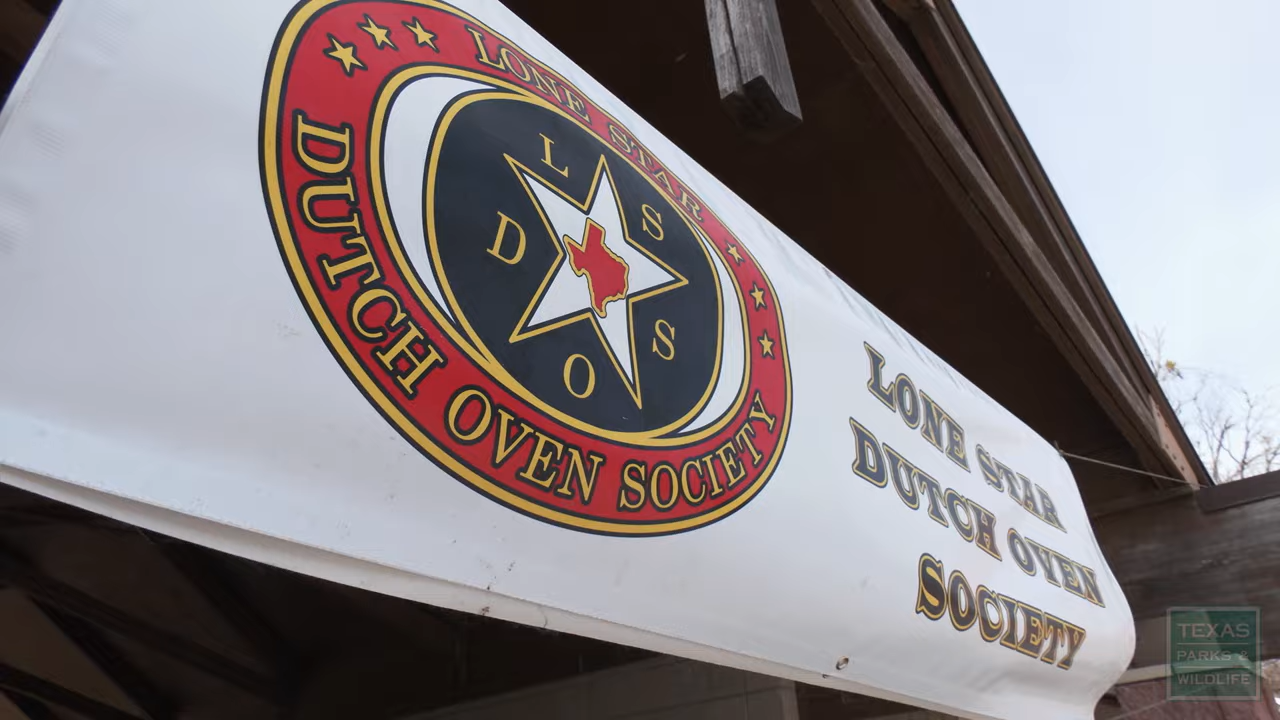 LONE STAR
DUTCH OVEN SOCIETY
L
S
D
S
O
LONE STAR
DUTCH OVEN
SOCIETY
TEXAS
PARKS &
WILDLIFE